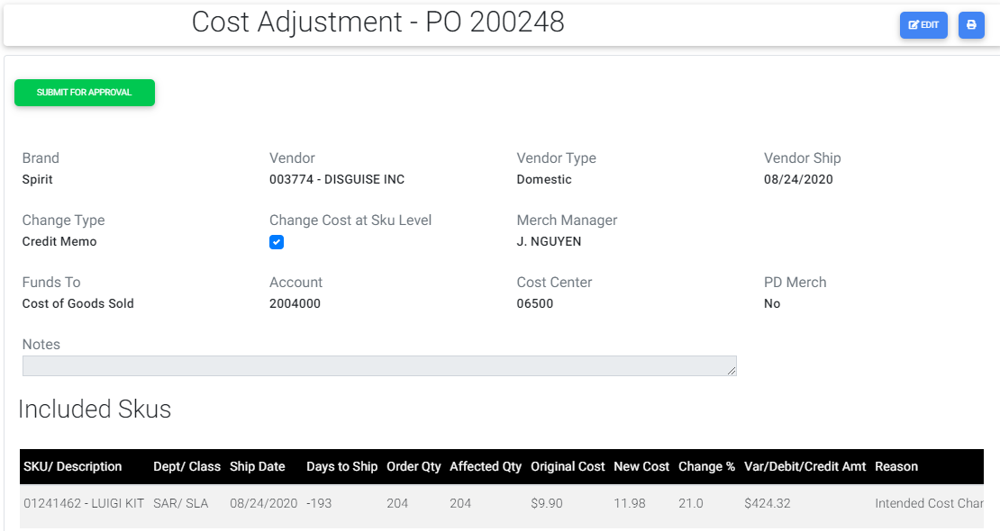 Cost Adjustment - PO 200248
EDIT
SUBMIT FOR APPROVAL
Brand Vendor Vendor Type Vendor Ship
Spirit 003774 - DISGUISE INC Domestic 08/24/2020
Change Type Change Cost at Sku Level Merch Manager
Credit Memo J. NGUYEN
Funds To Account Cost Center PD Merch
Cost of Goods Sold 2004000 06500 No
Notes
Included Skus
SKU/ Description Dept/ Class Ship Date Days to Ship Order Qty Affected Qty Original Cost New Cost Change % Var/Debit/Credit Amt Reason
01241462 - LUIGI KIT SAR/ SLA 08/24/2020 -193 204 204 $9.90 11.98 21.0 $424.32 Intended Cost Char